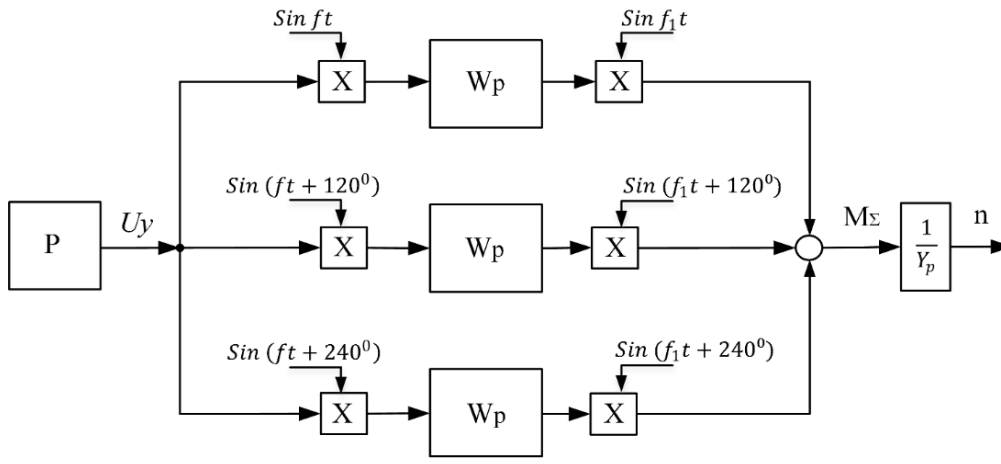 Sin ft
Sin f₁t
X
Wp
X
Sin (ft + 120⁰)
Sin (f₁t + 120⁰)
P
Uy
X
Wp
X
MΣ
1
Yₚ
n
Sin (ft + 240⁰)
Sin (f₁t + 240⁰)
X
Wp
X